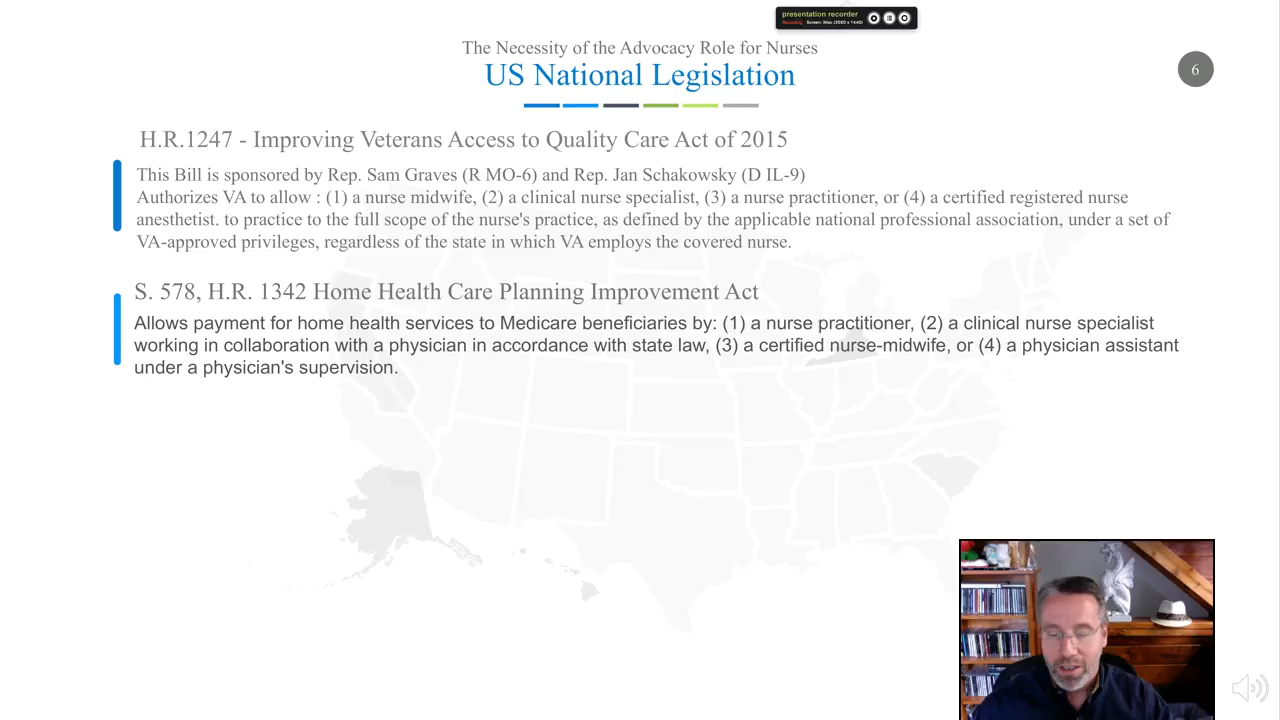 presentation recorder
Recording Screen: iMac (2560 x 1440)
The Necessity of the Advocacy Role for Nurses
US National Legislation
6
H.R.1247 - Improving Veterans Access to Quality Care Act of 2015
This Bill is sponsored by Rep. Sam Graves (R MO-6) and Rep. Jan Schakowsky (D IL-9)
Authorizes VA to allow : (1) a nurse midwife, (2) a clinical nurse specialist, (3) a nurse practitioner, or (4) a certified registered nurse
anesthetist. to practice to the full scope of the nurse's practice, as defined by the applicable national professional association, under a set of
VA-approved privileges, regardless of the state in which VA employs the covered nurse.
S. 578, H.R. 1342 Home Health Care Planning Improvement Act
Allows payment for home health services to Medicare beneficiaries by: (1) a nurse practitioner, (2) a clinical nurse specialist
working in collaboration with a physician in accordance with state law, (3) a certified nurse-midwife, or (4) a physician assistant
under a physician's supervision.